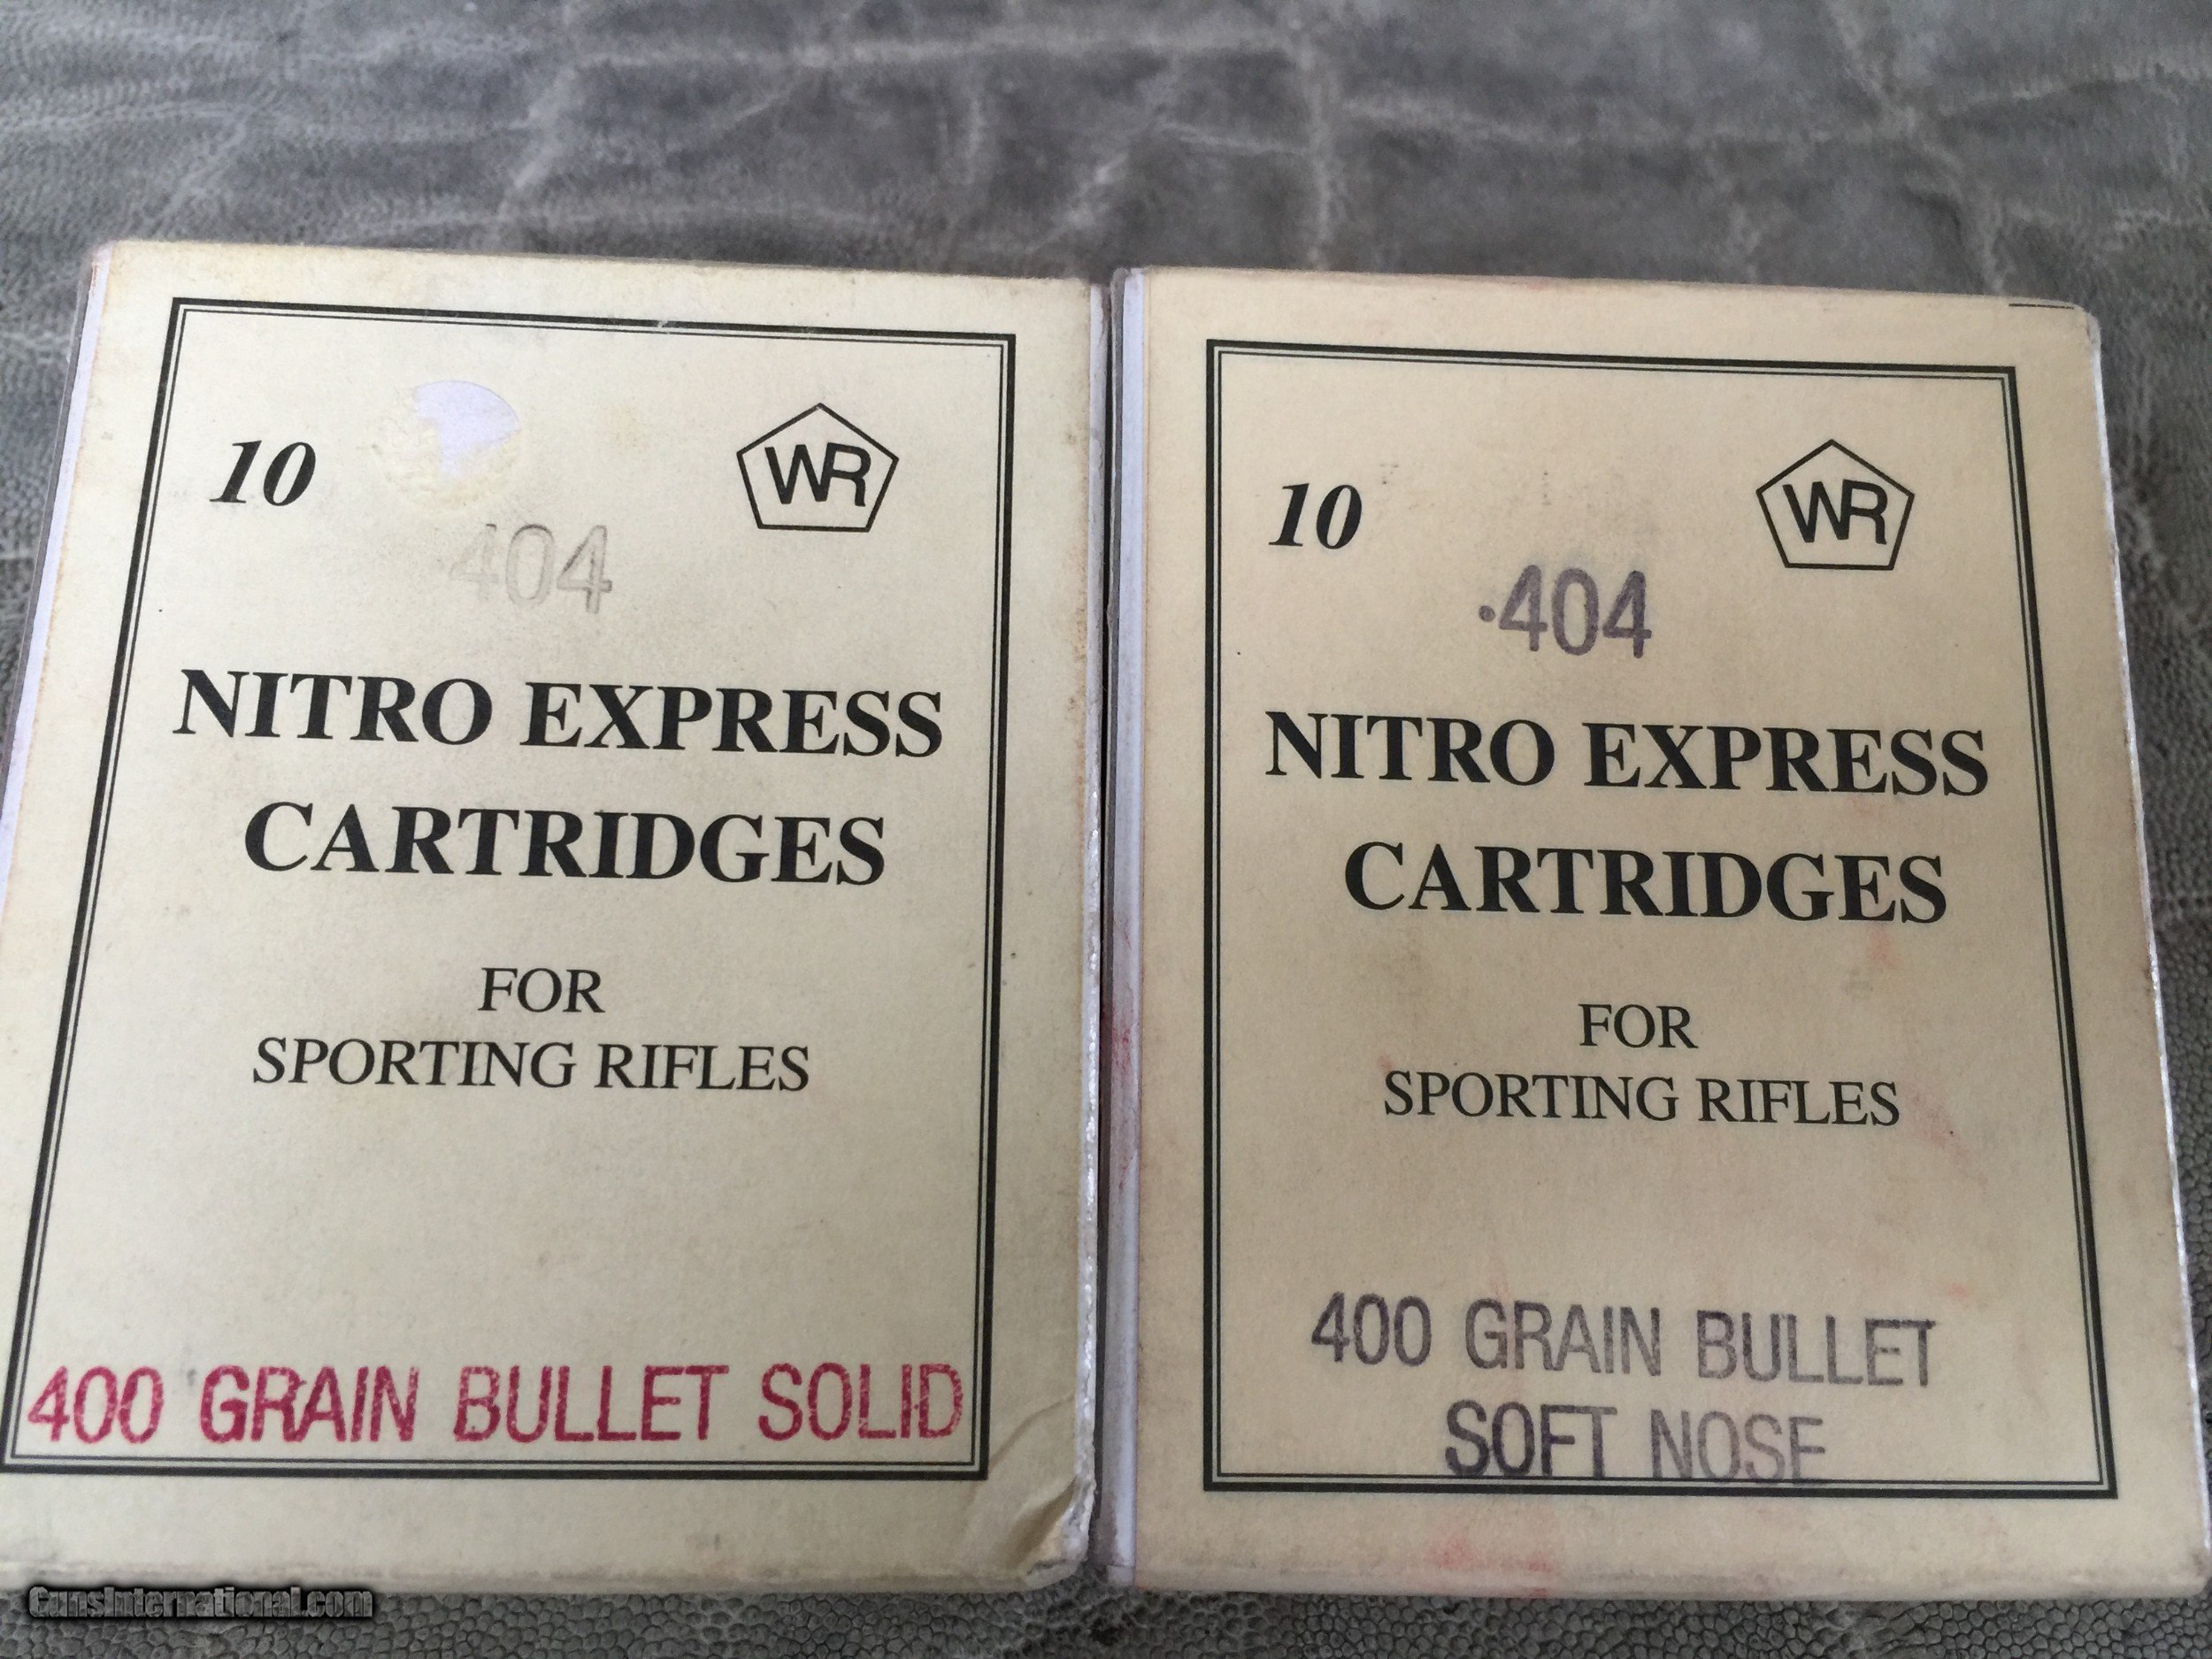 10
WR
404
NITRO EXPRESS
CARTRIDGES
FOR
SPORTING RIFLES
400 GRAIN BULLET SOLID
10
WR
.404
NITRO EXPRESS
CARTRIDGES
FOR
SPORTING RIFLES
400 GRAIN BULLET
SOFT NOSE
GunsInternational.com